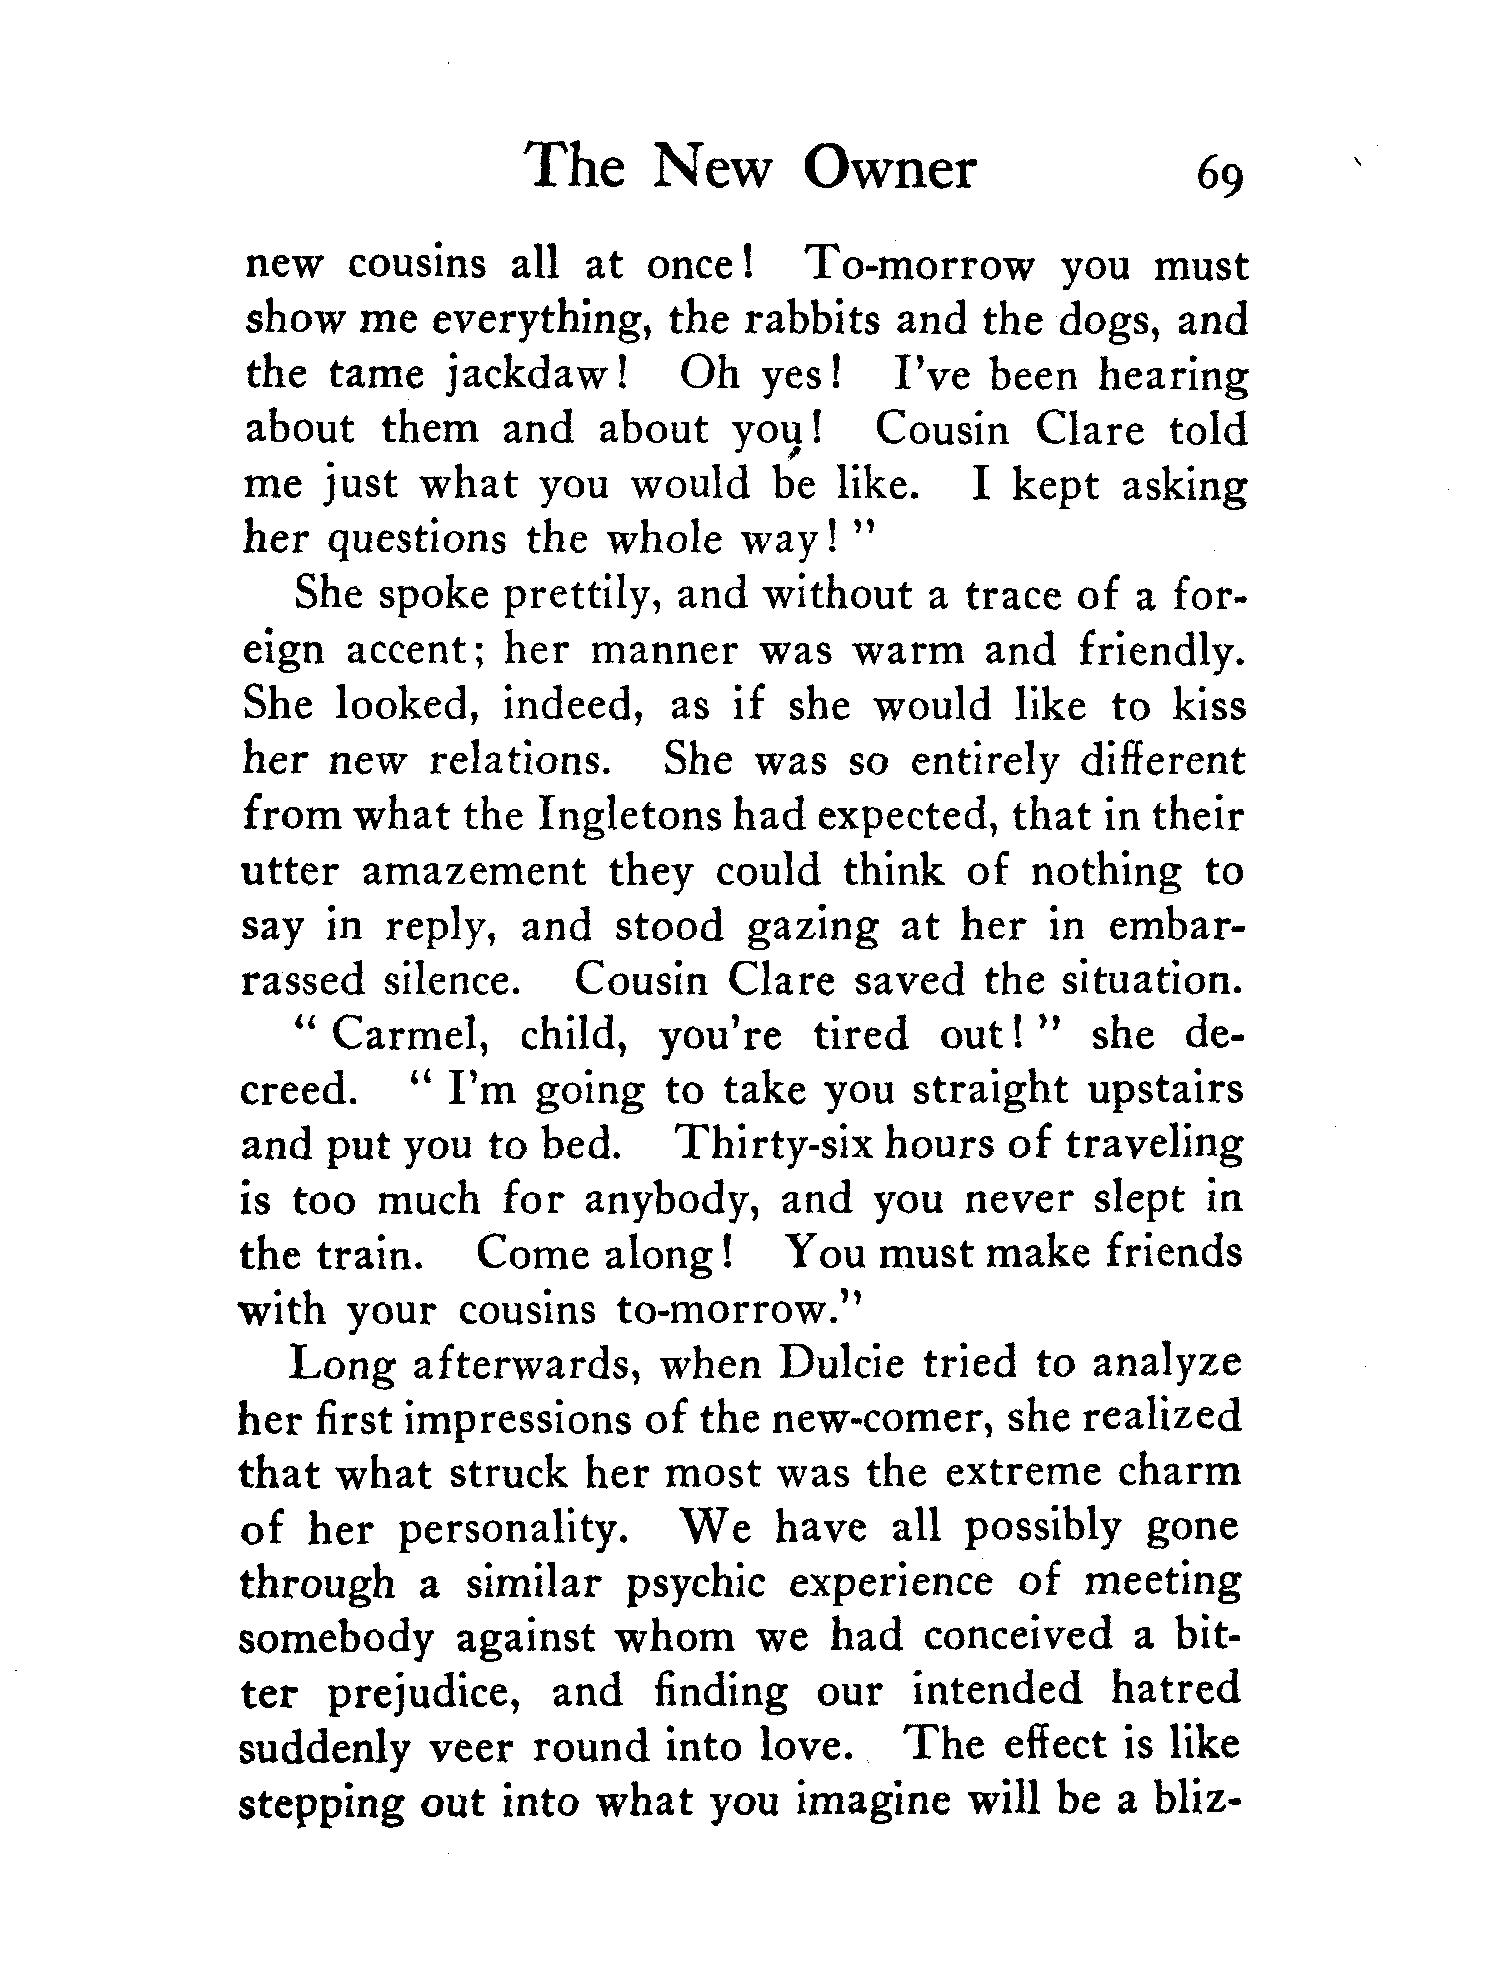 The New Owner 69
new cousins all at once! To-morrow you must
show me everything, the rabbits and the dogs, and
the tame jackdaw! Oh yes! I've been hearing
about them and about you! Cousin Clare told
me just what you would be like. I kept asking
her questions the whole way! "
She spoke prettily, and without a trace of a for-
eign accent; her manner was warm and friendly.
She looked, indeed, as if she would like to kiss
her new relations. She was so entirely different
from what the Ingletons had expected, that in their
utter amazement they could think of nothing to
say in reply, and stood gazing at her in embar-
rassed silence. Cousin Clare saved the situation.
" Carmel, child, you're tired out! " she de-
creed. " I'm going to take you straight upstairs
and put you to bed. Thirty-six hours of traveling
is too much for anybody, and you never slept in
the train. Come along! You must make friends
with your cousins to-morrow."
Long afterwards, when Dulcie tried to analyze
her first impressions of the new-comer, she realized
that what struck her most was the extreme charm
of her personality. We have all possibly gone
through a similar psychic experience of meeting
somebody against whom we had conceived a bit-
ter prejudice, and finding our intended hatred
suddenly veer round into love. The effect is like
stepping out into what you imagine will be a bliz-